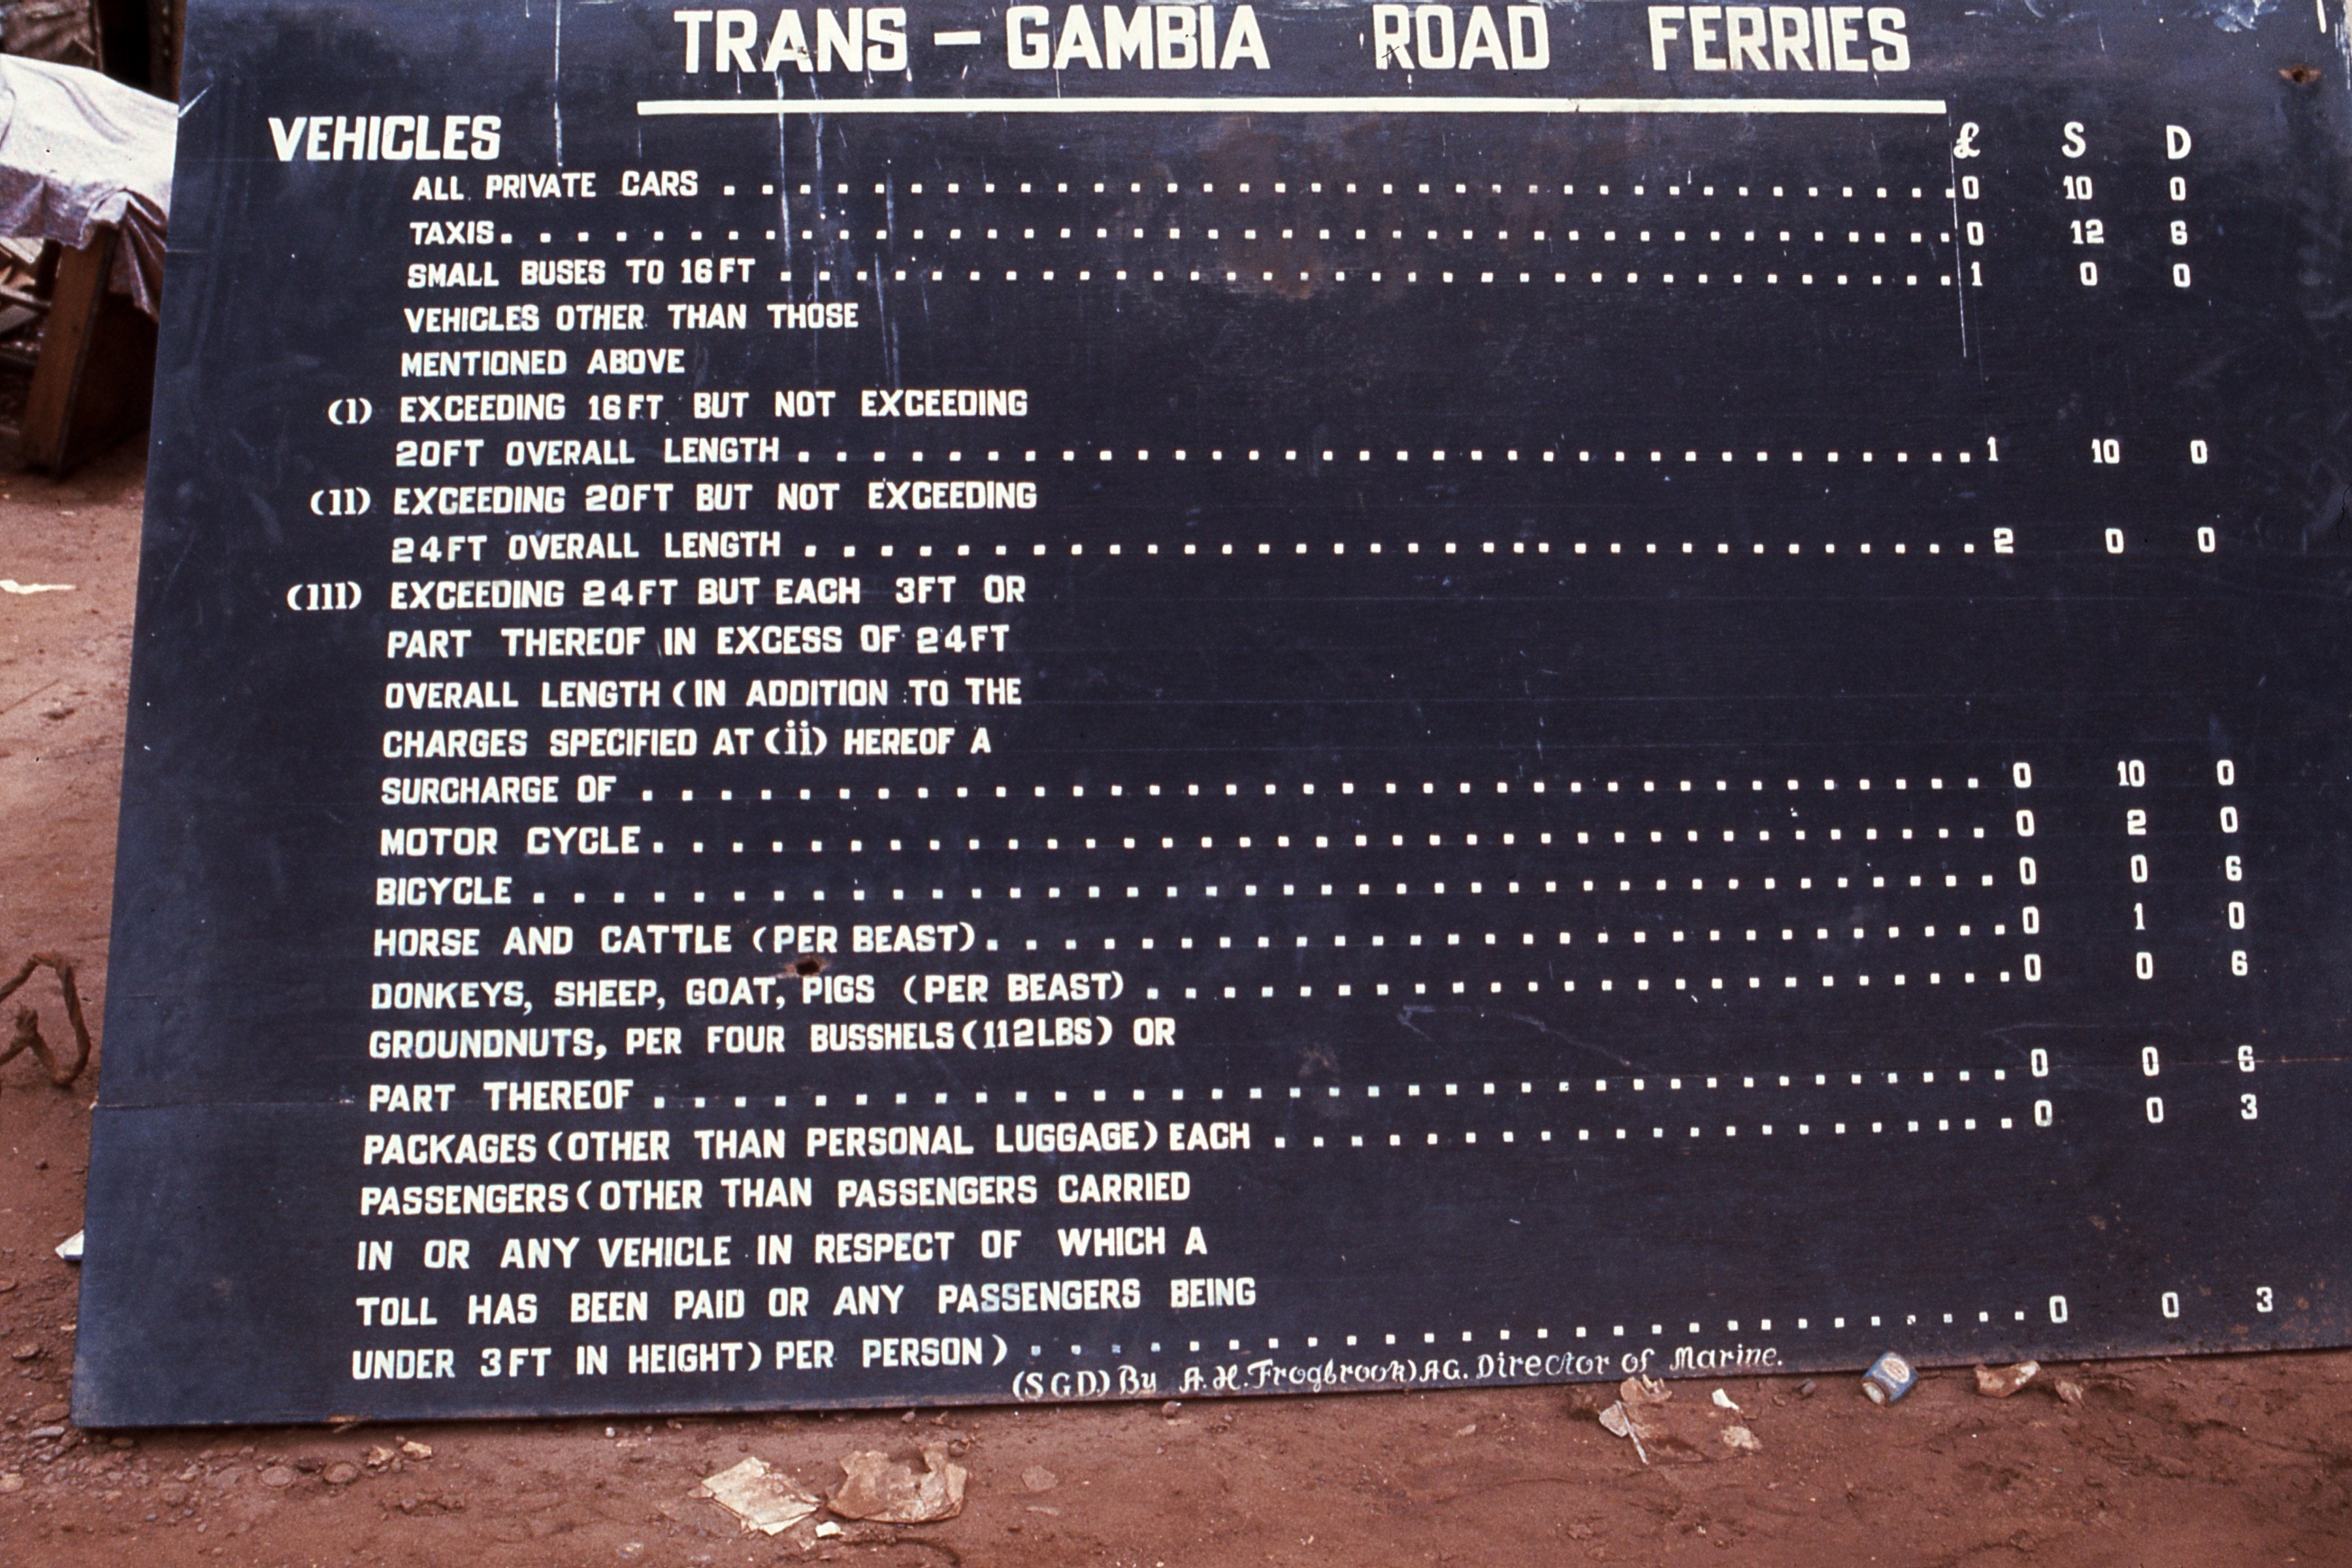 TRANS - GAMBIA ROAD FERRIES
VEHICLES £ S D
ALL PRIVATE CARS . . . . . . . . . . . . . . . . . . . . 0 10 0
TAXIS . . . . . . . . . . . . . . . . . . . . 0 12 6
SMALL BUSES TO 16FT . . . . . . . . . . . . . . . . . . . . 1 0 0
VEHICLES OTHER THAN THOSE
MENTIONED ABOVE
(1) EXCEEDING 16FT BUT NOT EXCEEDING
20FT OVERALL LENGTH . . . . . . . . . . . . . . . . . . . . 1 10 0
(11) EXCEEDING 20FT BUT NOT EXCEEDING
24FT OVERALL LENGTH . . . . . . . . . . . . . . . . . . . . 2 0 0
(111) EXCEEDING 24FT BUT EACH 3FT OR
PART THEREOF IN EXCESS OF 24FT
OVERALL LENGTH (IN ADDITION TO THE
CHARGES SPECIFIED AT (ii) HEREOF A
SURCHARGE OF . . . . . . . . . . . . . . . . . . . . 0 10 0
MOTOR CYCLE . . . . . . . . . . . . . . . . . . . . 0 2 0
BICYCLE . . . . . . . . . . . . . . . . . . . . 0 0 6
HORSE AND CATTLE (PER BEAST) . . . . . . . . . . . . . . . . . . . . 0 1 0
DONKEYS, SHEEP, GOAT, PIGS (PER BEAST) . . . . . . . . . . . . . . . . . . . . 0 0 6
GROUNDNUTS, PER FOUR BUSSHELS (112LBS) OR
PART THEREOF . . . . . . . . . . . . . . . . . . . . 0 0 6
PACKAGES (OTHER THAN PERSONAL LUGGAGE) EACH . . . . . . . . . . . . . . . . . . . . 0 0 3
PASSENGERS (OTHER THAN PASSENGERS CARRIED
IN OR ANY VEHICLE IN RESPECT OF WHICH A
TOLL HAS BEEN PAID OR ANY PASSENGERS BEING
UNDER 3FT IN HEIGHT) PER PERSON) . . . . . . . . . . . . . . . . . . . . 0 0 3
(SGD.) By A.H. Frogbrook) AG. Director of Marine.